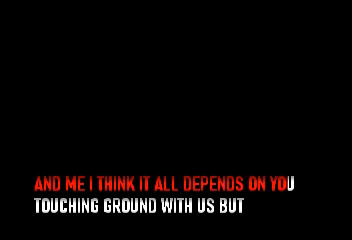 AND ME I THINK IT ALL DEPENDS ON YOU
TOUCHING GROUND WITH US BUT